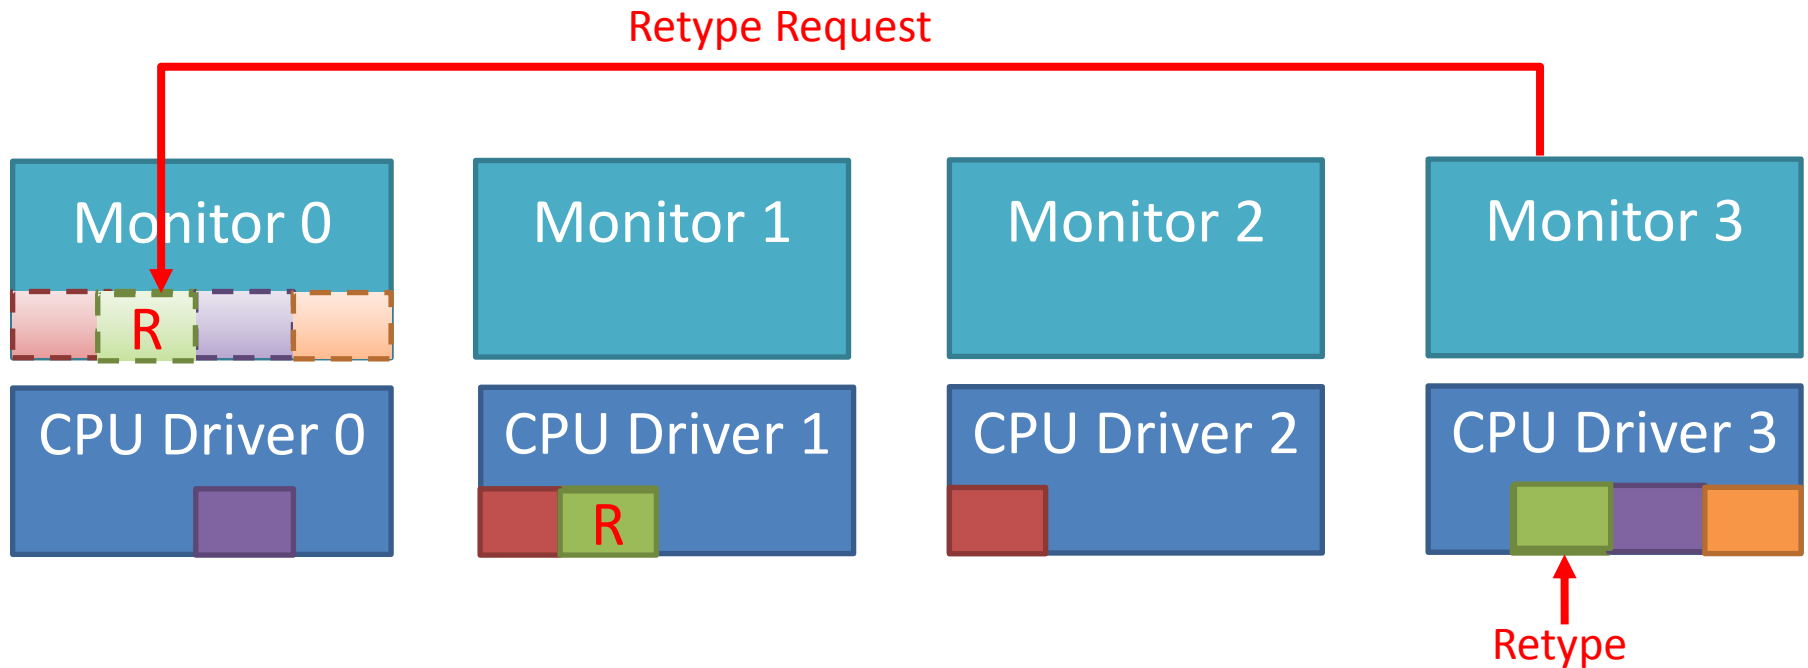 Retype Request
Monitor 0
Monitor 1
Monitor 2
Monitor 3
R
CPU Driver 0
CPU Driver 1
CPU Driver 2
CPU Driver 3
R
Retype